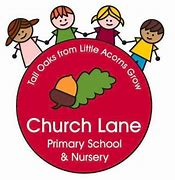 Tall Oaks from Little Acorns Grow
Church Lane
Primary School
& Nursery